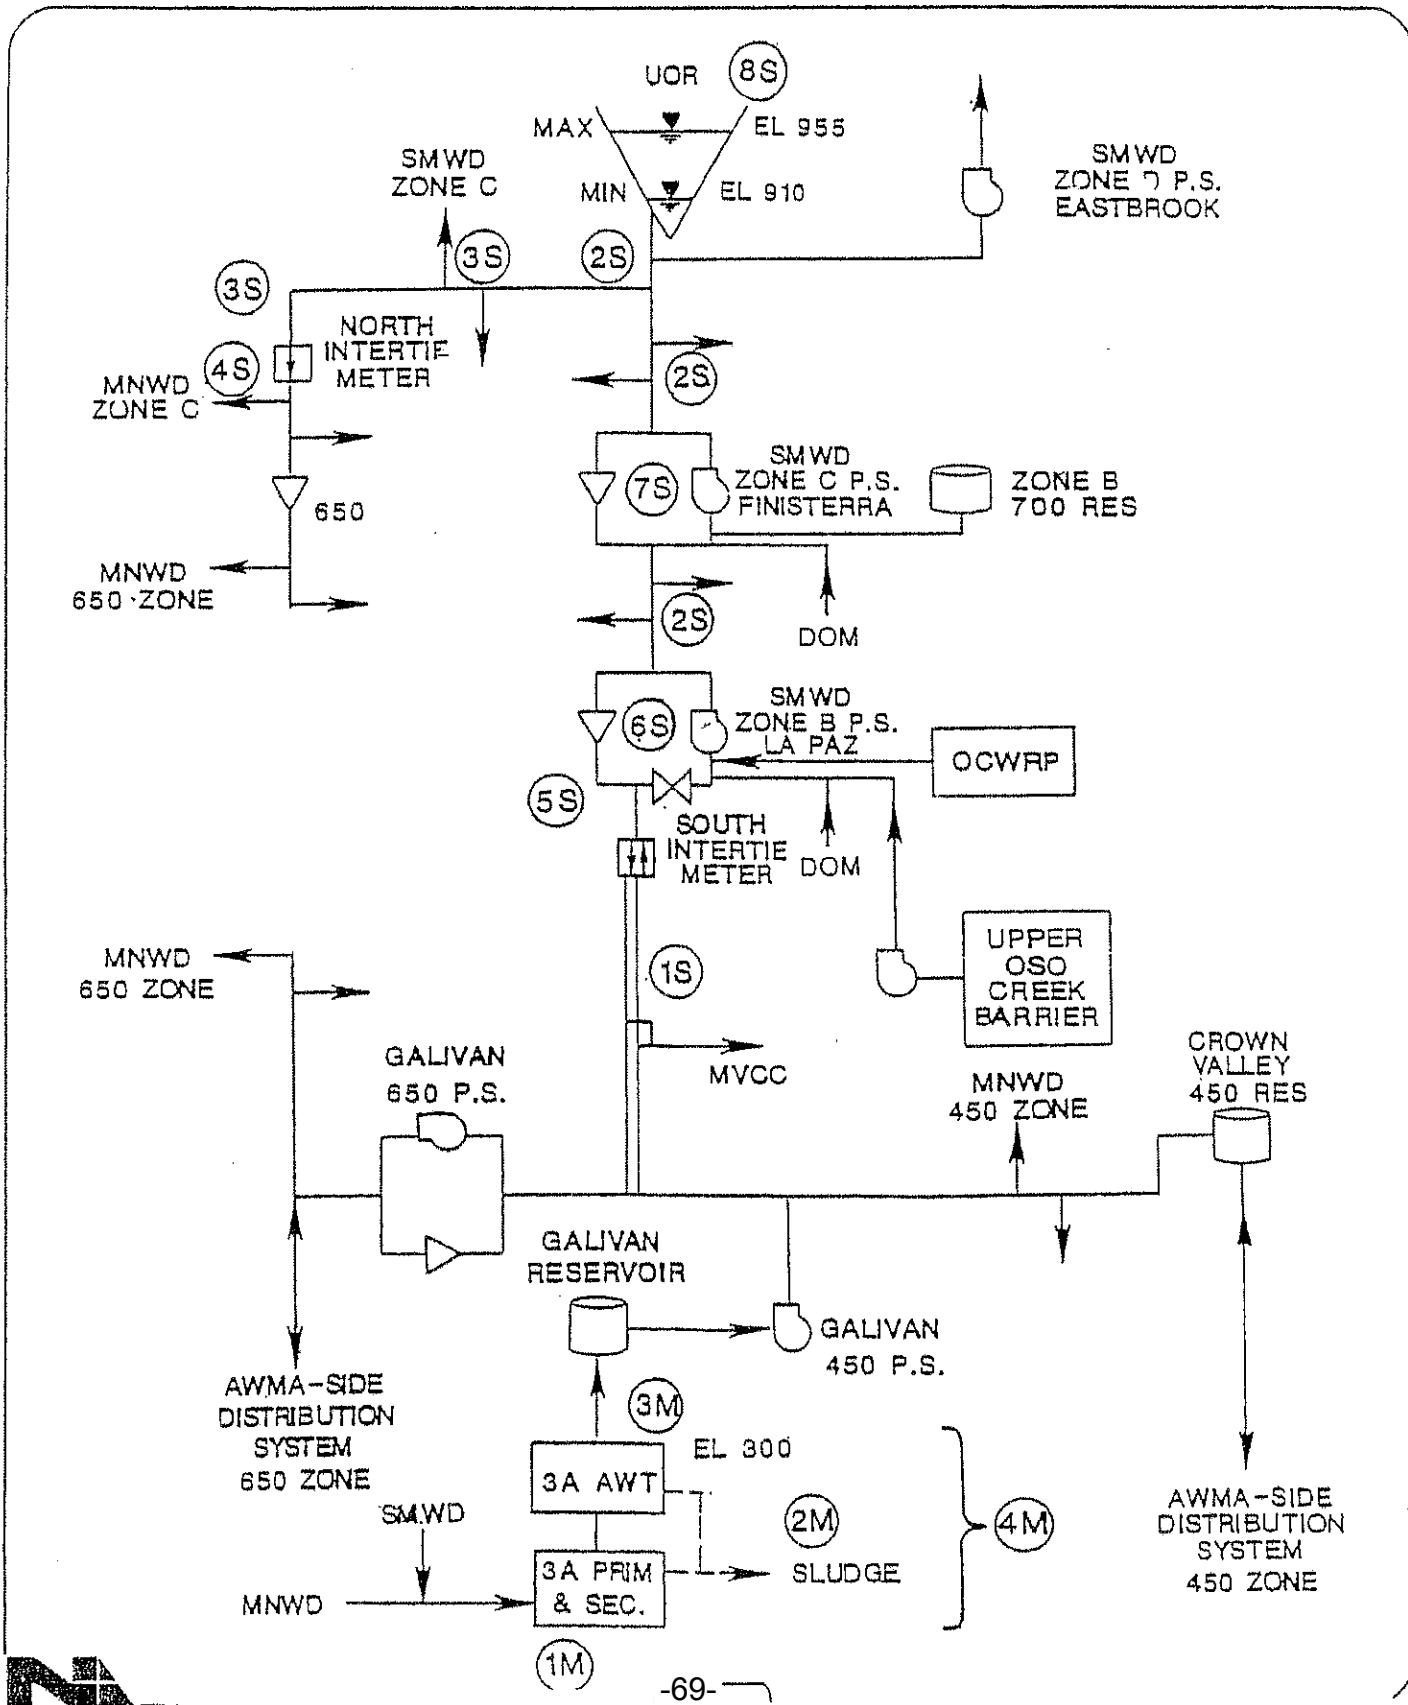 UOR
8S
MAX
EL 955
MIN
EL 910
SMWD
ZONE C
SMWD
ZONE D P.S.
EASTBROOK
3S
2S
3S
NORTH
INTERTIE
METER
4S
MNWD
ZONE C
2S
SMWD
ZONE C P.S.
FINISTERRA
7S
ZONE B
700 RES
650
MNWD
650 ZONE
2S
DOM
SMWD
ZONE B P.S.
LA PAZ
6S
OCWRP
5S
SOUTH
INTERTIE
METER
DOM
MNWD
650 ZONE
1S
UPPER
OSO
CREEK
BARRIER
GALIVAN
650 P.S.
MVCC
MNWD
450 ZONE
CROWN
VALLEY
450 RES
GALIVAN
RESERVOIR
GALIVAN
450 P.S.
AWMA-SIDE
DISTRIBUTION
SYSTEM
650 ZONE
3M
EL 300
3A AWT
SMWD
2M
4M
AWMA-SIDE
DISTRIBUTION
SYSTEM
450 ZONE
3A PRIM
& SEC.
SLUDGE
MNWD
1M
-69-